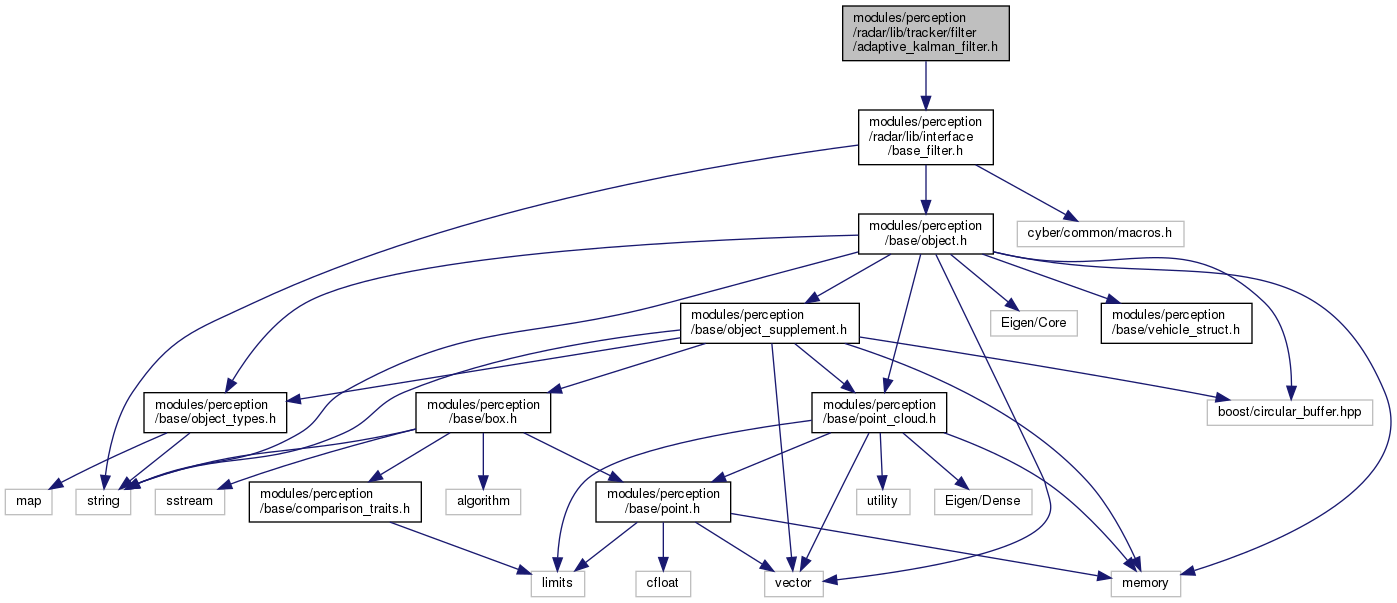 modules/perception
/radar/lib/tracker/filter
/adaptive_kalman_filter.h
modules/perception
/radar/lib/interface
/base_filter.h
modules/perception
/base/object.h
cyber/common/macros.h
modules/perception
/base/object_supplement.h
Eigen/Core
modules/perception
/base/vehicle_struct.h
modules/perception
/base/object_types.h
modules/perception
/base/box.h
modules/perception
/base/point_cloud.h
boost/circular_buffer.hpp
map
string
sstream
modules/perception
/base/comparison_traits.h
algorithm
modules/perception
/base/point.h
utility
Eigen/Dense
limits
cfloat
vector
memory